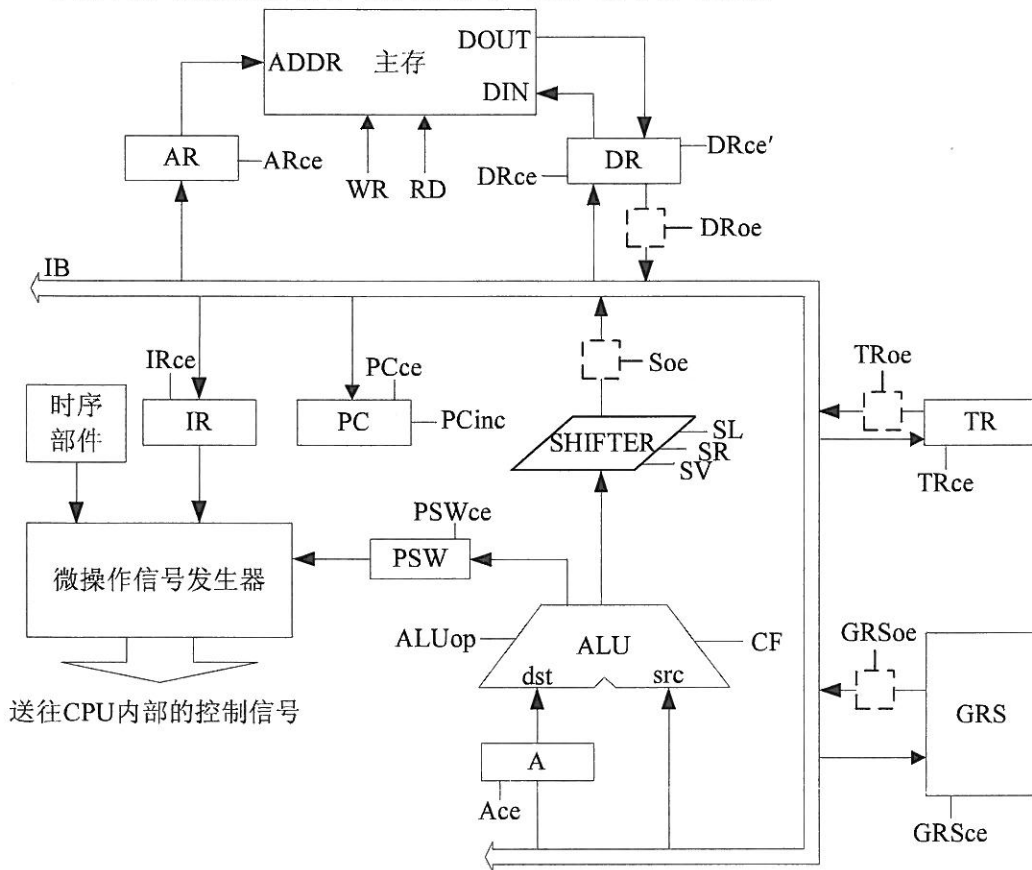 DOUT
ADDR
主存
DIN
AR
ARce
WR
RD
DRce
DR
DRce′
DRoe
IB
IRce
PCce
Soe
TRoe
时序
部件
IR
PC
PCinc
SHIFTER
SL
SR
SV
TR
TRce
PSWce
微操作信号发生器
PSW
ALUop
ALU
CF
dst
src
GRSoe
GRS
送往CPU内部的控制信号
A
Ace
GRSce